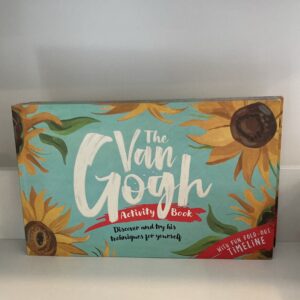 The
Van
Gogh
Activity Book
Discover and try his
techniques for yourself
WITH FUN FOLD-OUT
TIMELINE